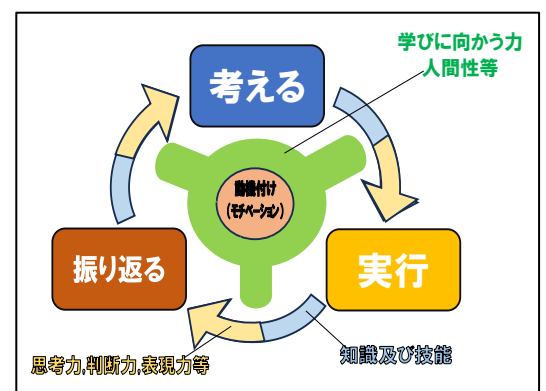 学びに向かう力
人間性等
考える
動機付け
(モチベーション)
振り返る
実行
知識及び技能
思考力,判断力,表現力等